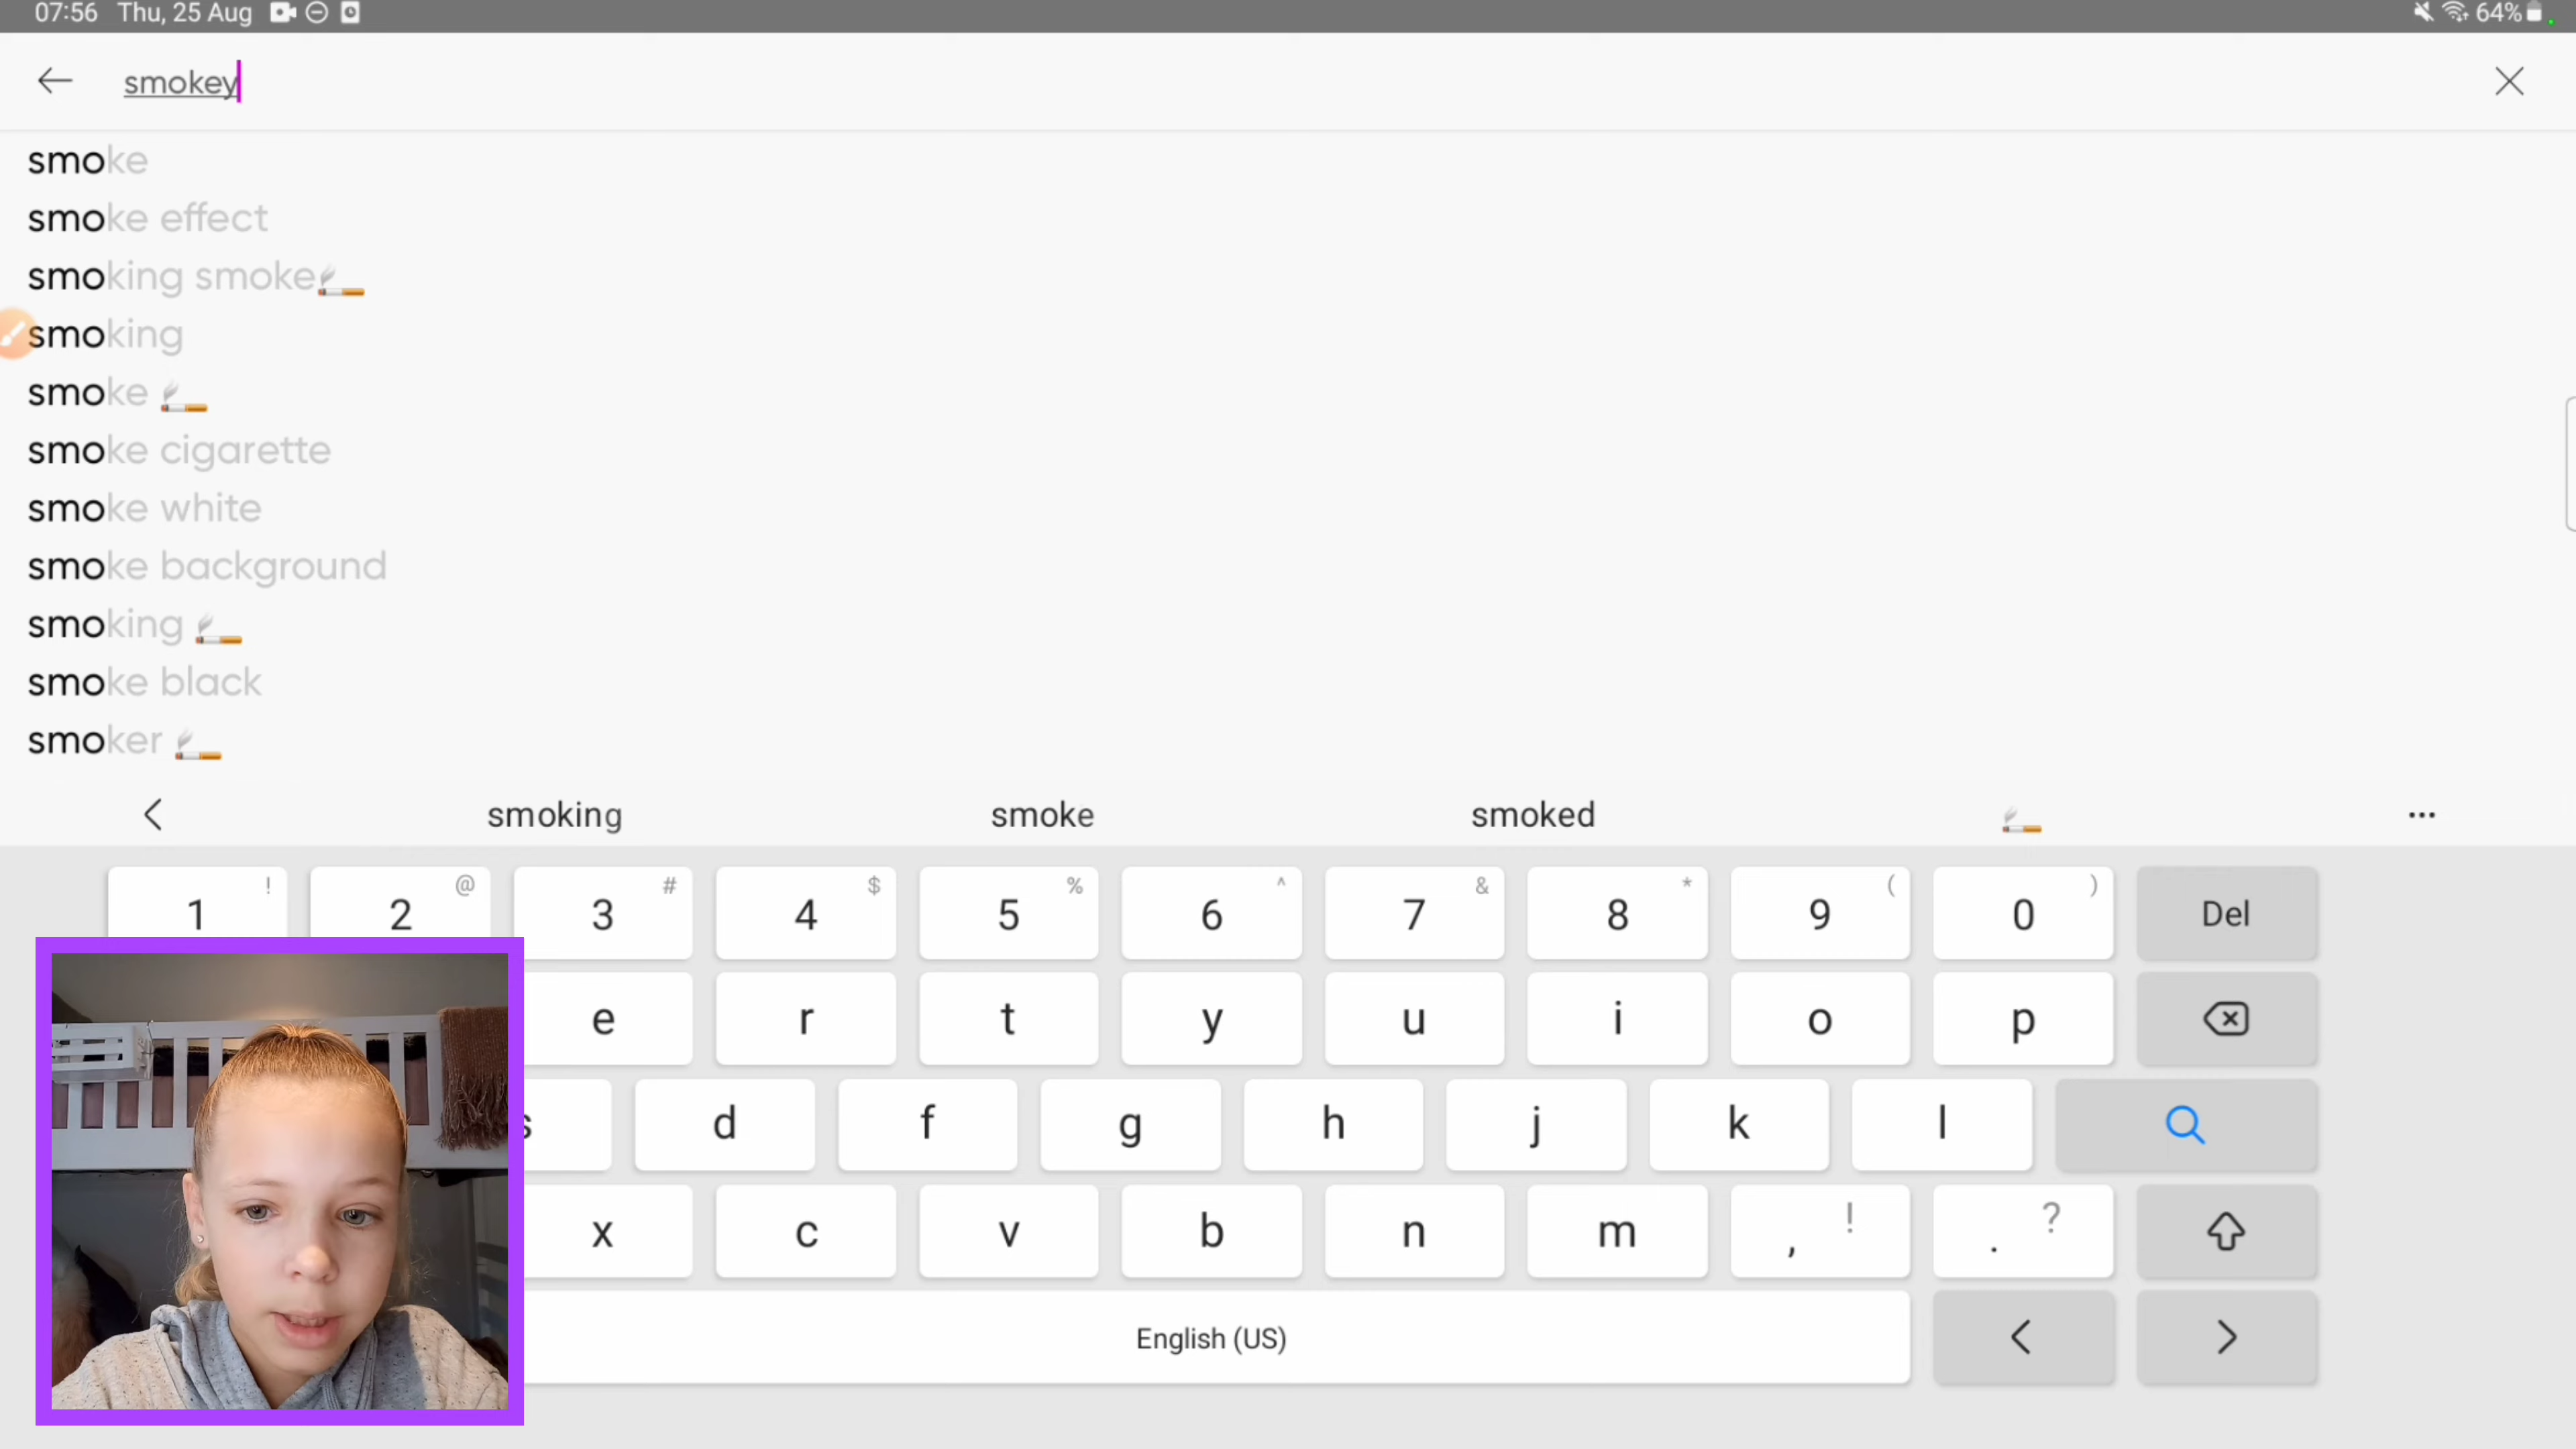 07:56 Thu, 25 Aug 64%
smokey
smoke
smoke effect
smoking smoke🚬
smoking
smoke 🚬
smoke cigarette
smoke white
smoke background
smoking 🚬
smoke black
smoker 🚬
smoking smoke smoked 🚬 ...
1 ! 2 @ 3 # 4 $ 5 % 6 ^ 7 & 8 * 9 ( 0 ) Del
e r t y u i o p
s d f g h j k l
x c v b n m , ! . ?
English (US) < >